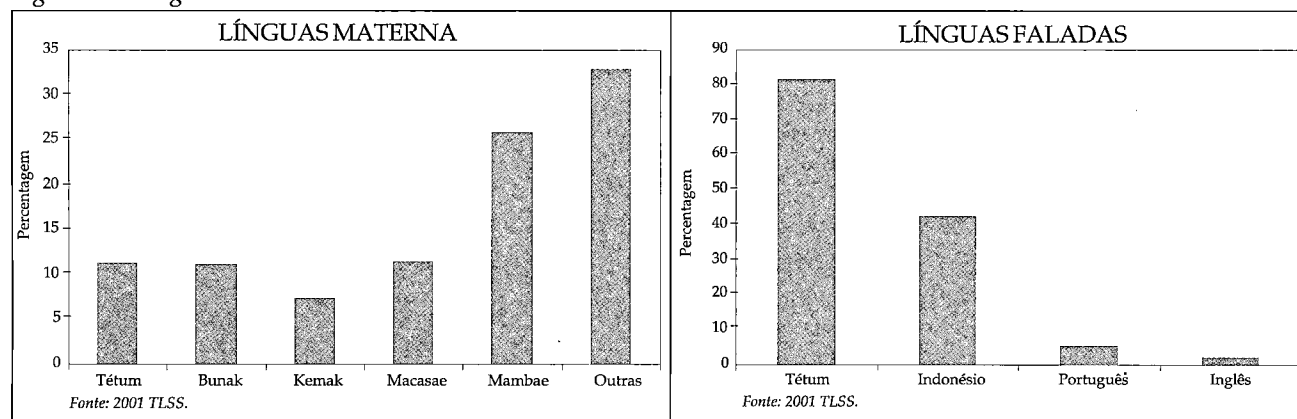 LÍNGUAS MATERNA
Percentagem
35
30
25
20
15
10
5
0
Tétum Bunak Kemak Macasae Mambae Outras
Fonte: 2001 TLSS.
LÍNGUAS FALADAS
Percentagem
90
80
70
60
50
40
30
20
10
0
Tétum Indonésio Português Inglês
Fonte: 2001 TLSS.